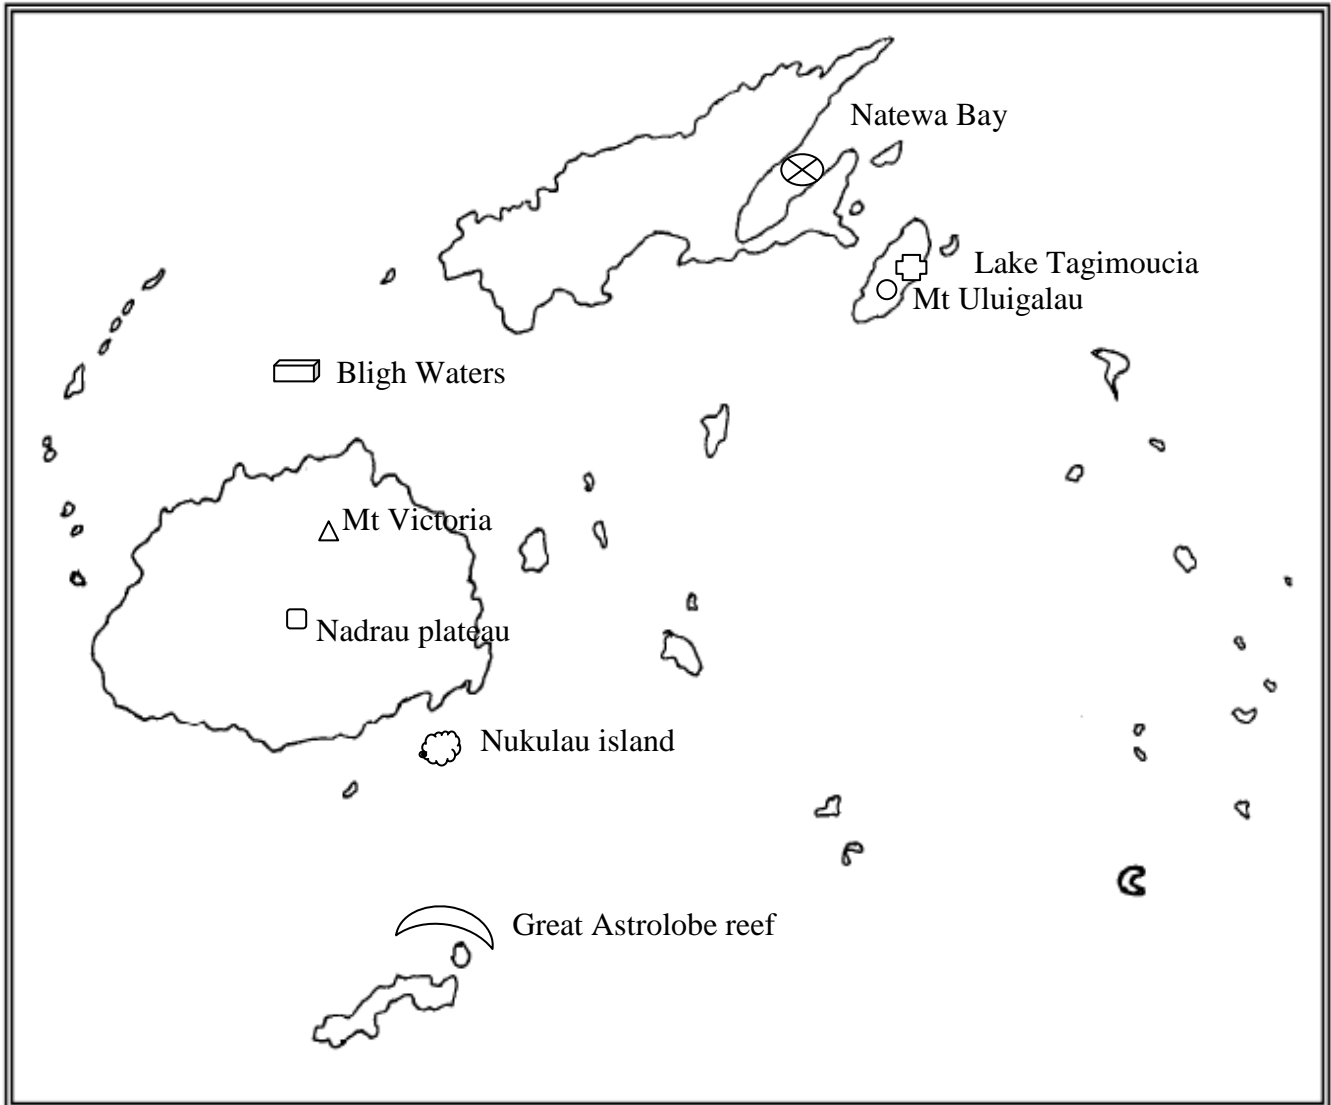 Natewa Bay
Lake Tagimoucia
Mt Uluigalau
Bligh Waters
Mt Victoria
Nadrau plateau
Nukulau island
Great Astrolobe reef